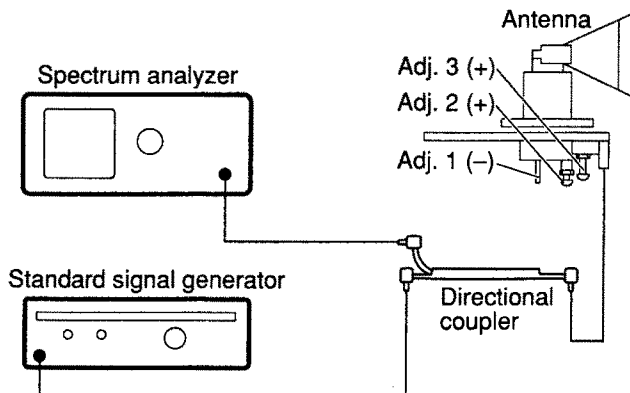 Antenna
Spectrum analyzer
Adj. 3 (+)
Adj. 2 (+)
Adj. 1 (–)
Standard signal generator
Directional
coupler